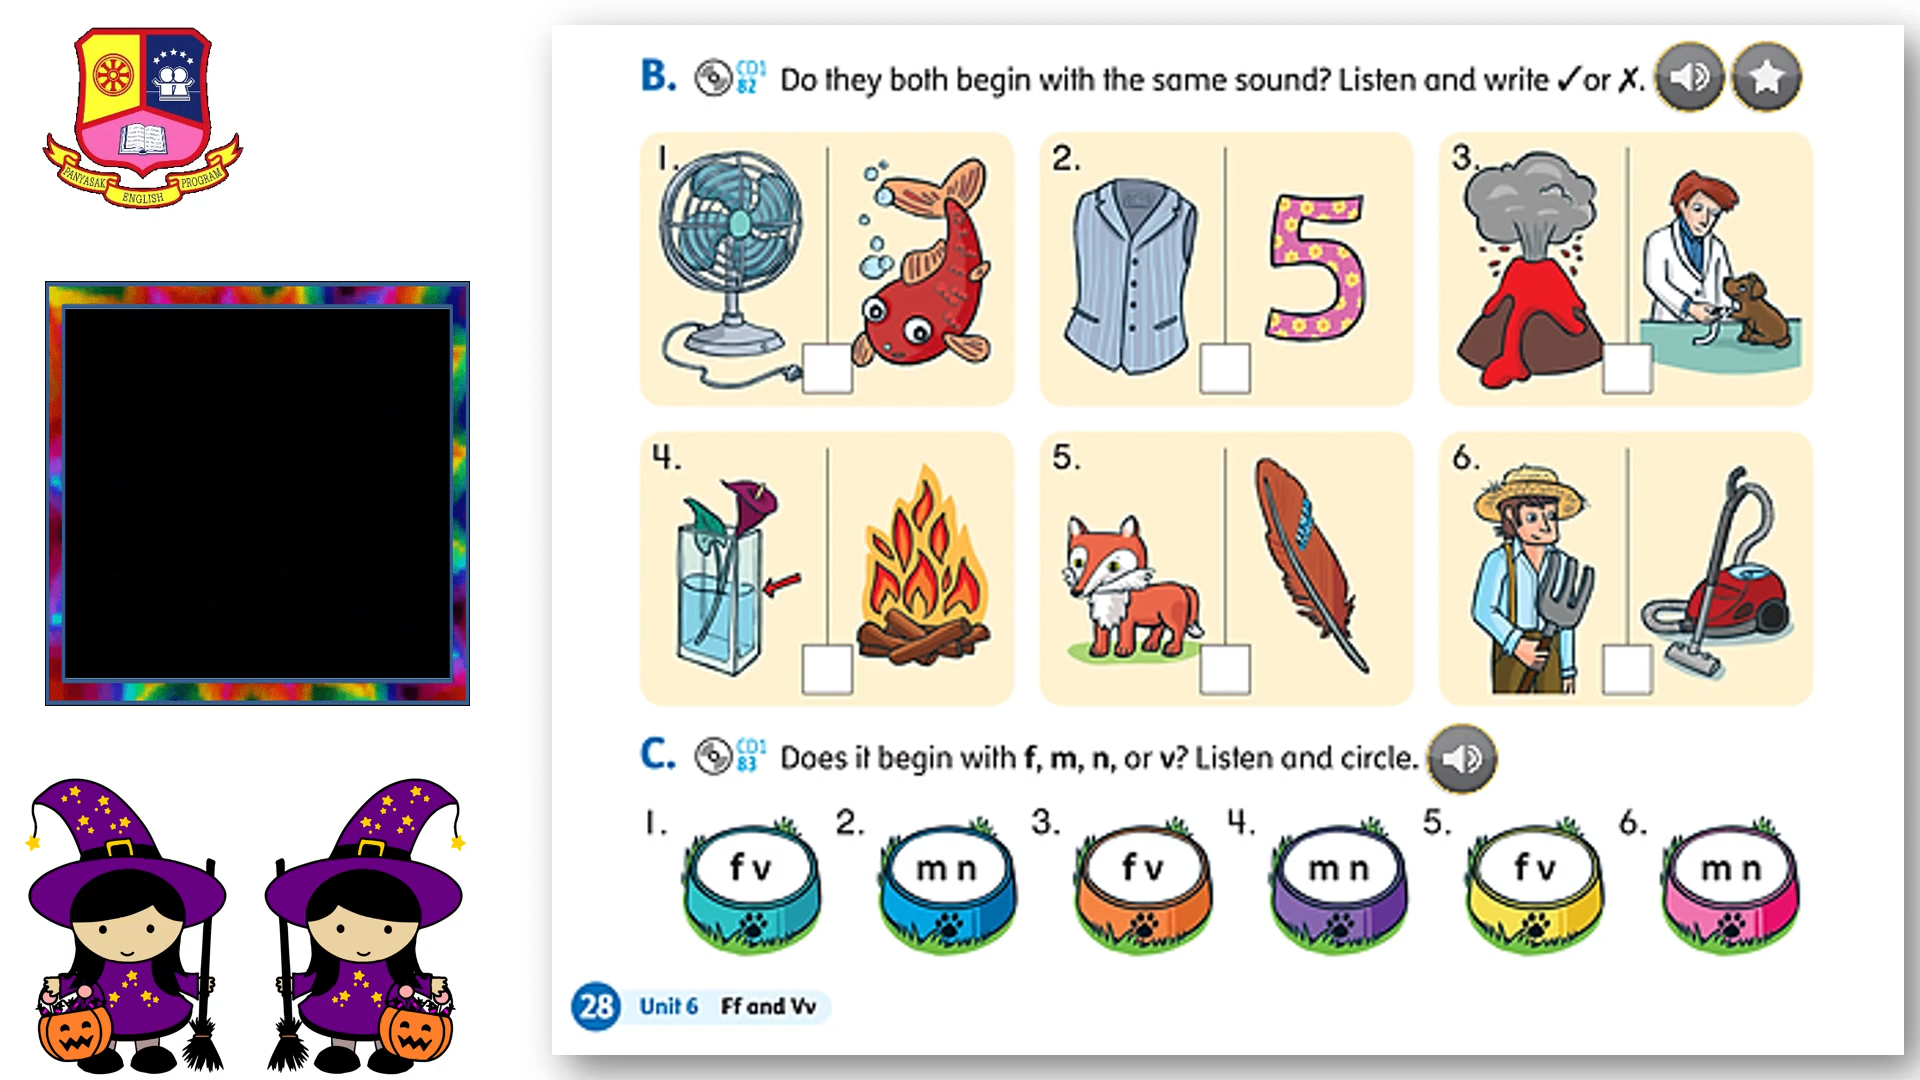 PANYASAK ENGLISH PROGRAM
B. CD1 82 Do they both begin with the same sound? Listen and write ✓ or ✗.
1. 2. 5 3.
4. 5. 6.
C. CD1 83 Does it begin with f, m, n, or v? Listen and circle.
1. 2. 3. 4. 5. 6.
f v m n f v m n f v m n
28 Unit 6 Ff and Vv